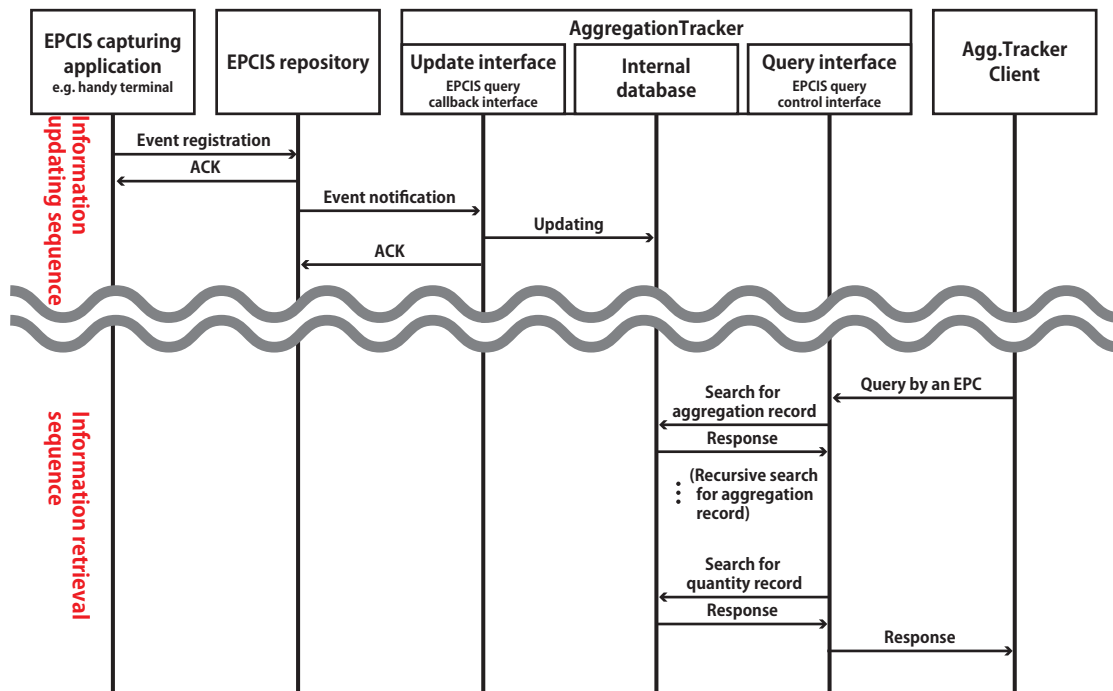 EPCIS capturing
application
e.g. handy terminal
EPCIS repository
AggregationTracker
Update interface
EPCIS query
callback interface
Internal
database
Query interface
EPCIS query
control interface
Agg.Tracker
Client
Information
updating sequence
Event registration
ACK
Event notification
Updating
ACK
Information retrieval
sequence
Query by an EPC
Search for
aggregation record
Response
(Recursive search
for aggregation
record)
Search for
quantity record
Response
Response